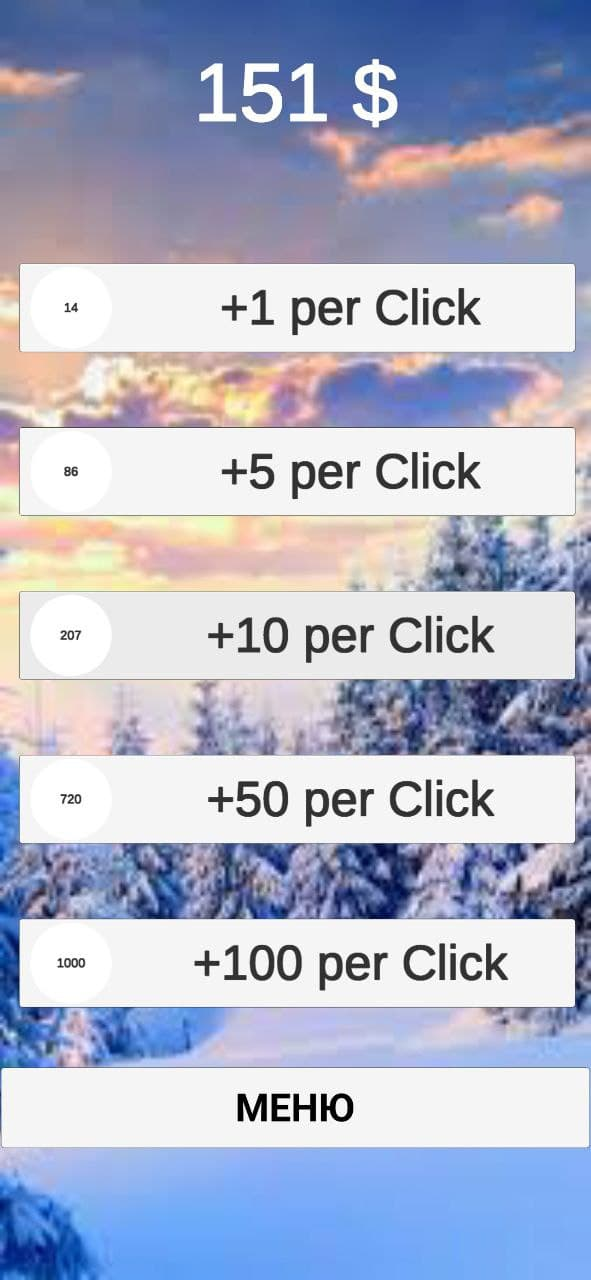 151 $
14 +1 per Click
86 +5 per Click
207 +10 per Click
720 +50 per Click
1000 +100 per Click
МЕНЮ